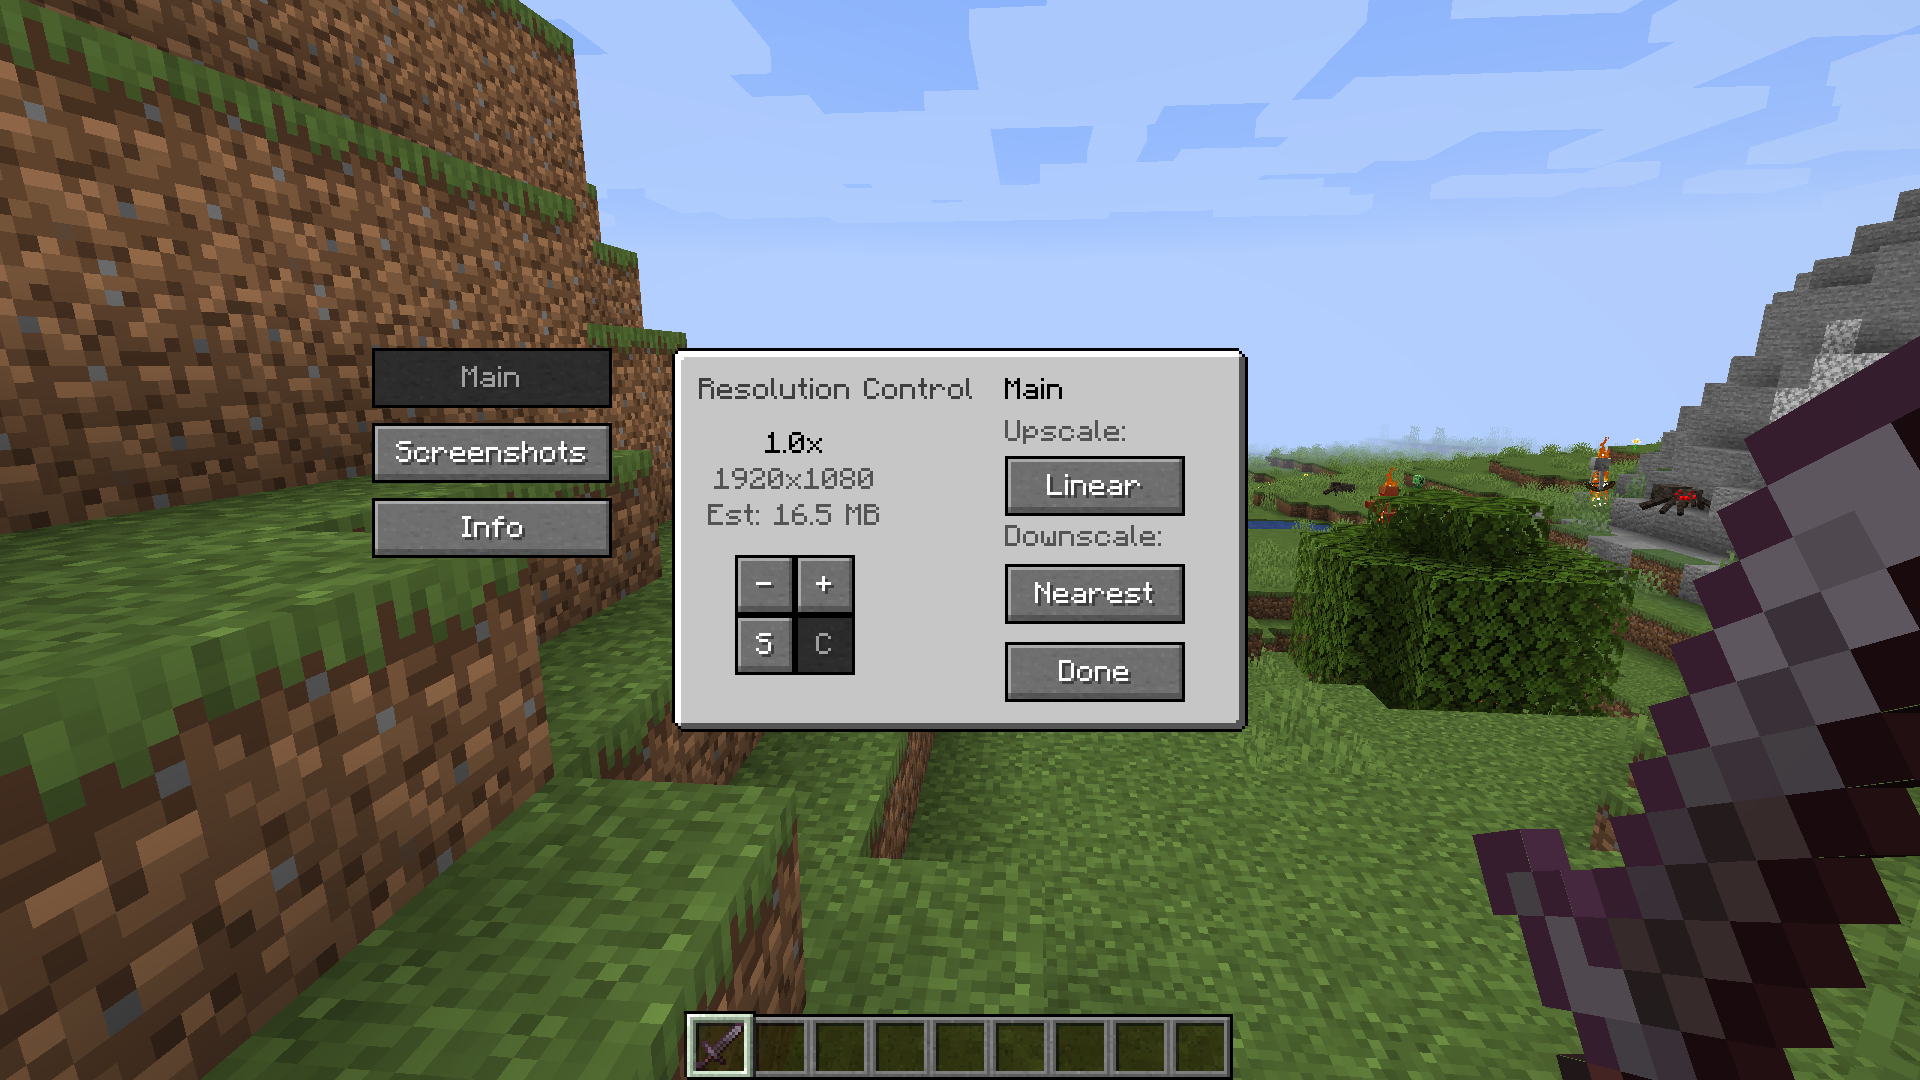 Main
Screenshots
Info
Resolution Control
1.0x
1920x1080
Est: 16.5 MB
- +
S C
Main
Upscale:
Linear
Downscale:
Nearest
Done